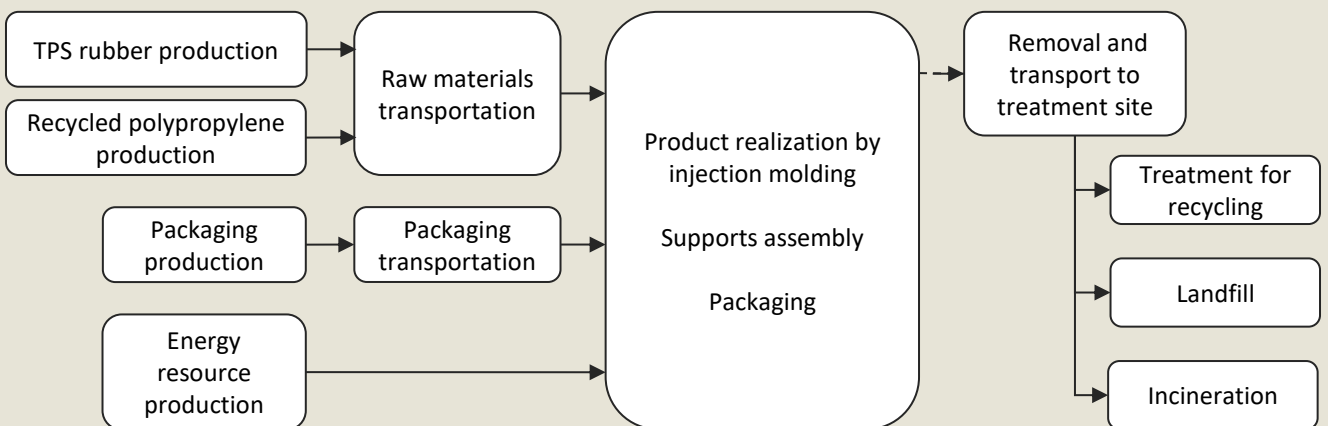 TPS rubber production
Recycled polypropylene
production
Raw materials
transportation
Packaging
production
Packaging
transportation
Energy
resource
production
Product realization by
injection molding
Supports assembly
Packaging
Removal and
transport to
treatment site
Treatment for
recycling
Landfill
Incineration